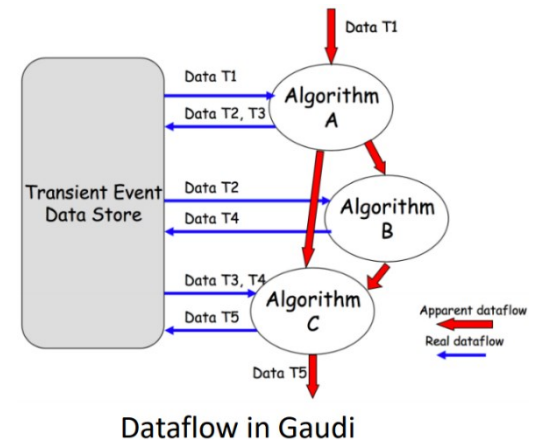 Data T1
Data T1
Algorithm
A
Data T2, T3
Transient Event
Data Store
Data T2
Algorithm
B
Data T4
Data T3, T4
Algorithm
C
Data T5
Apparent dataflow
Real dataflow
Data T5
Dataflow in Gaudi